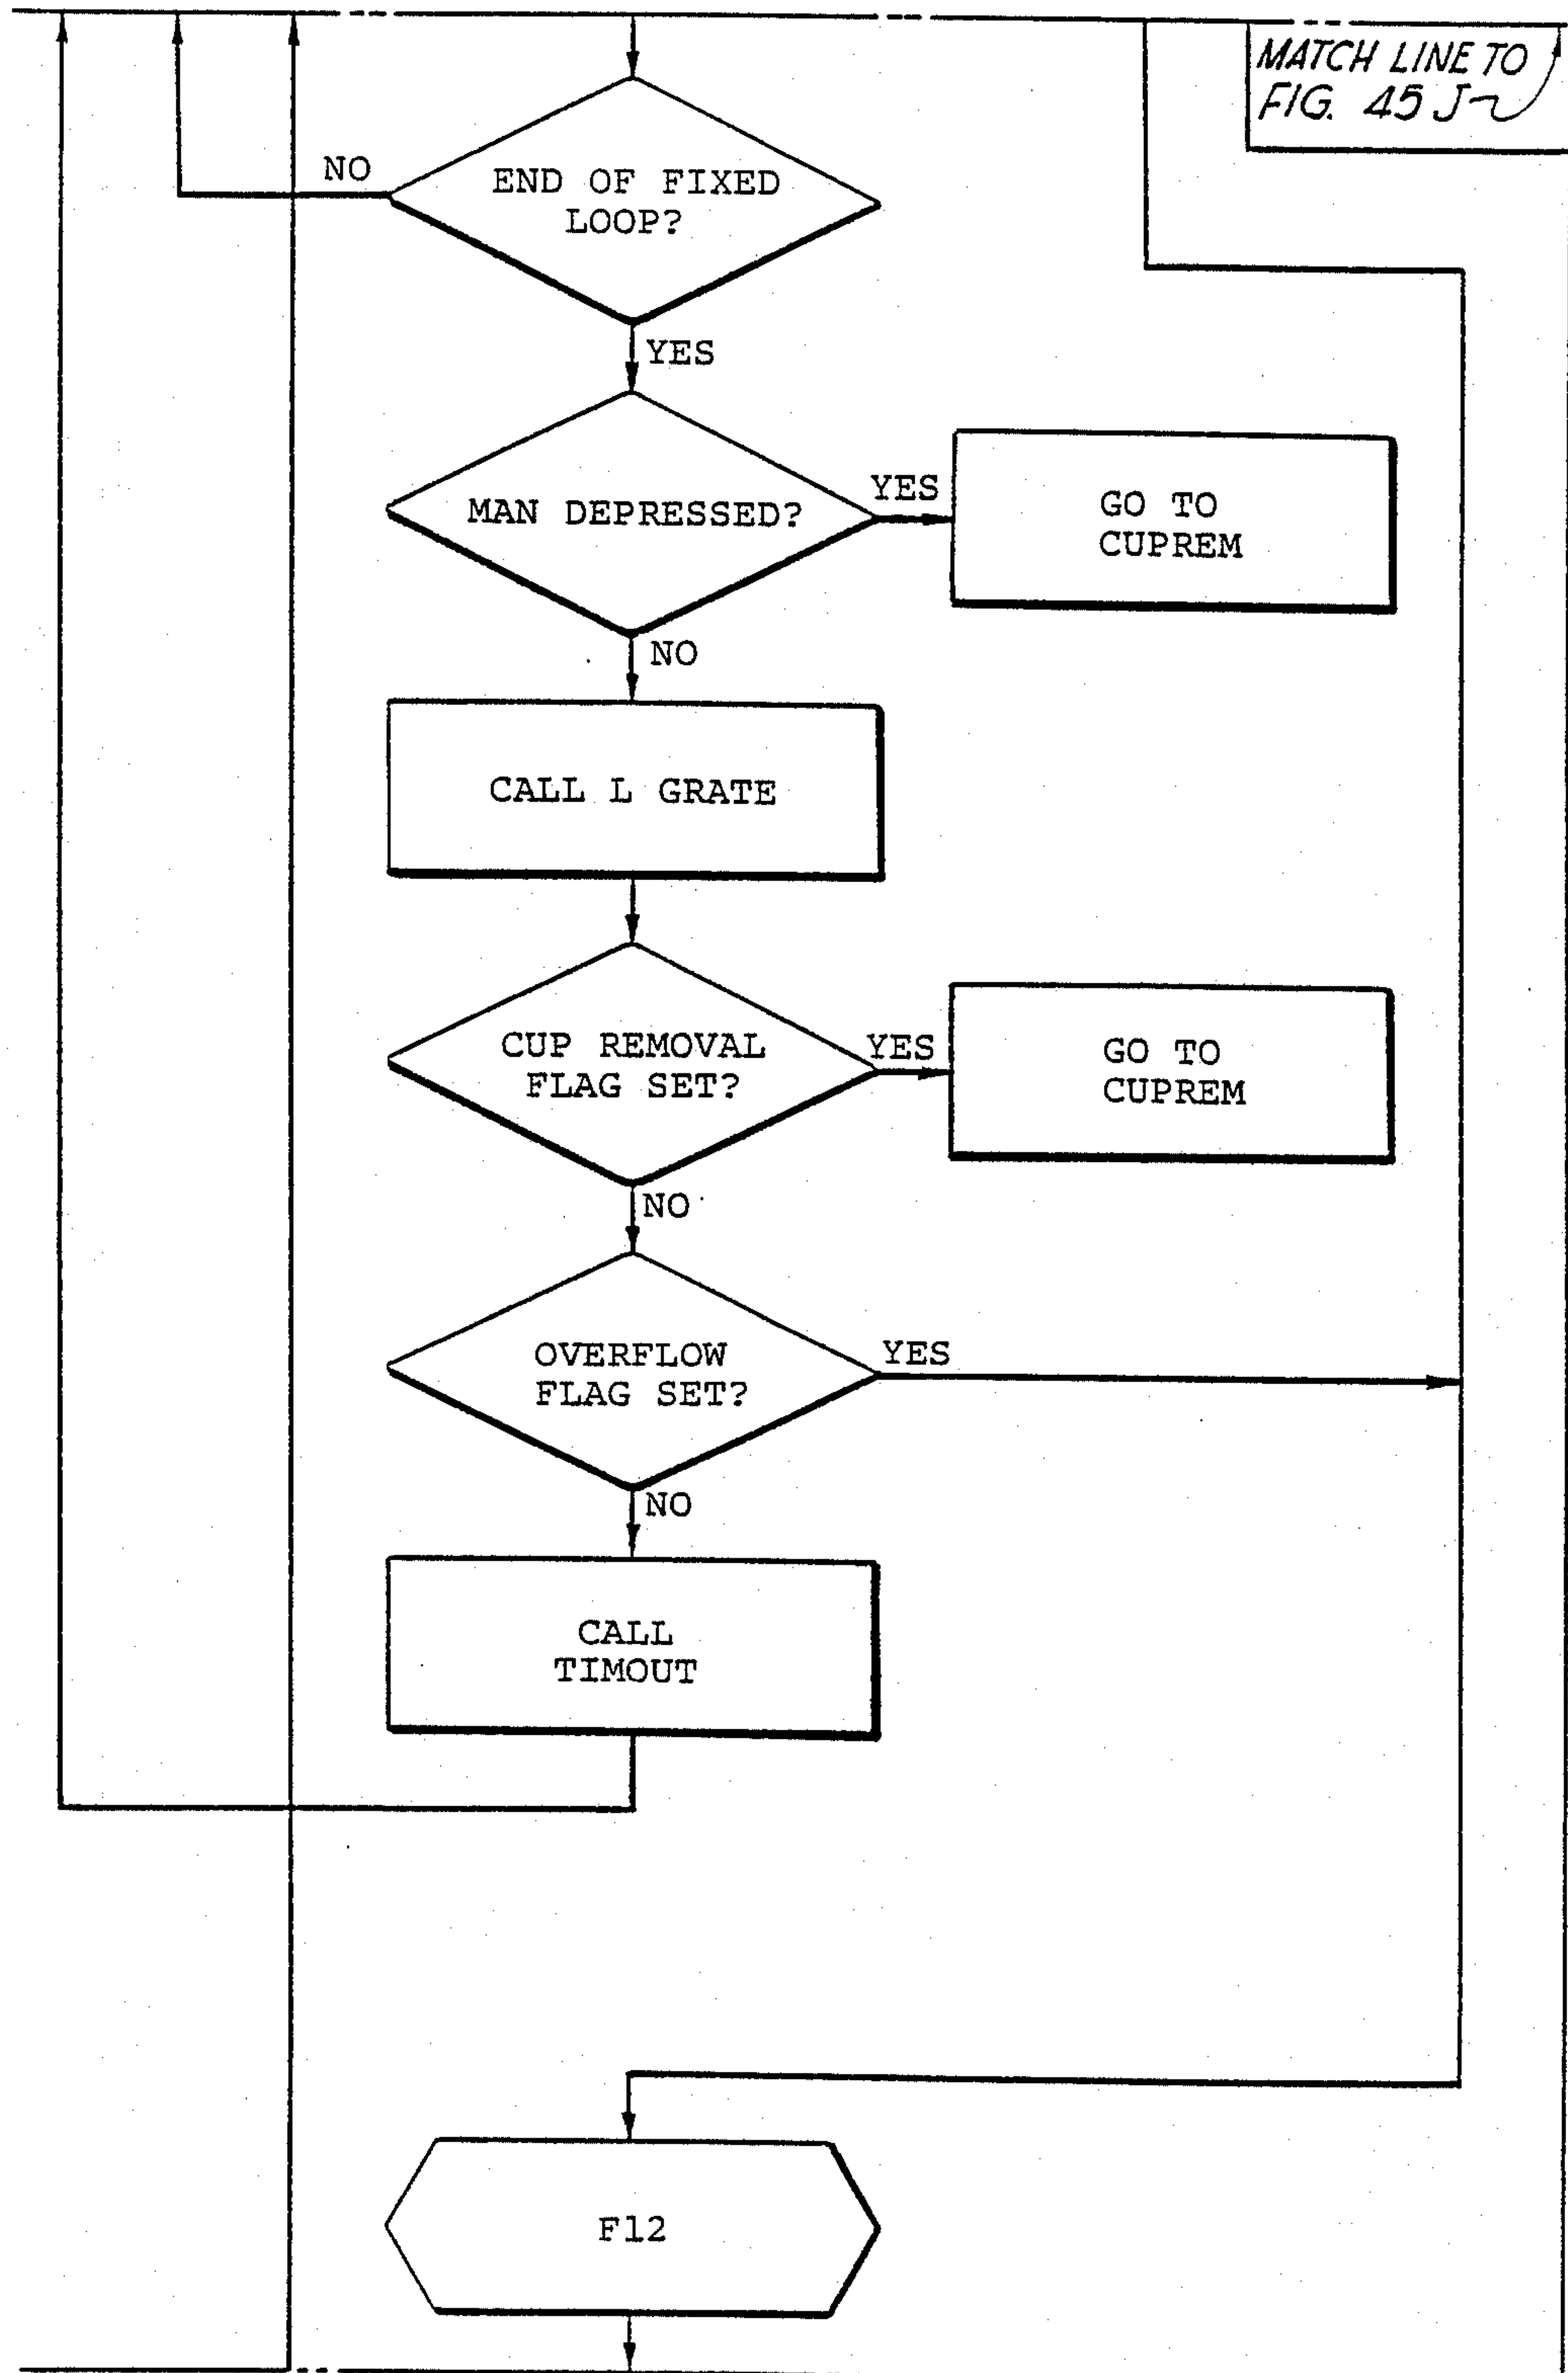 MATCH LINE TO
FIG. 45 J
NO
END OF FIXED
LOOP?
YES
MAN DEPRESSED?
YES
GO TO
CUPREM
NO
CALL L GRATE
CUP REMOVAL
FLAG SET?
YES
GO TO
CUPREM
NO
OVERFLOW
FLAG SET?
YES
NO
CALL
TIMOUT
F12